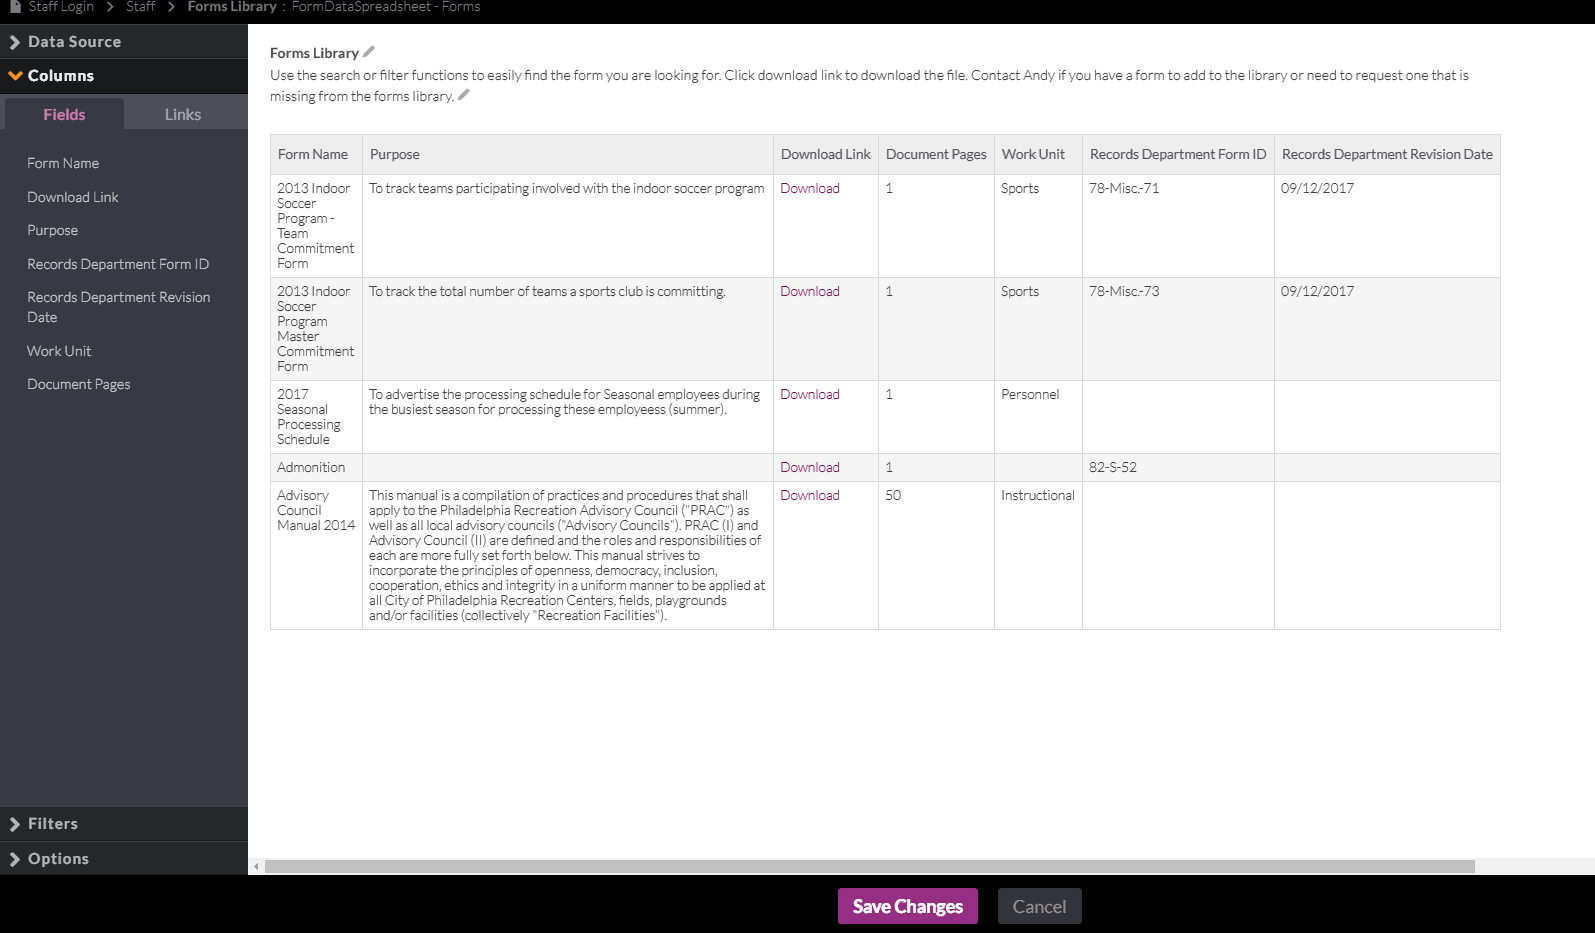 Staff Login > Staff > Forms Library : FormDataSpreadsheet - Forms
Data Source
Columns
Fields Links
Form Name
Download Link
Purpose
Records Department Form ID
Records Department Revision
Date
Work Unit
Document Pages
Filters
Options
Forms Library
Use the search or filter functions to easily find the form you are looking for. Click download link to download the file. Contact Andy if you have a form to add to the library or need to request one that is
missing from the forms library.
Form Name Purpose Download Link Document Pages Work Unit Records Department Form ID Records Department Revision Date
2013 Indoor To track teams participating involved with the indoor soccer program Download 1 Sports 78-Misc.-71 09/12/2017
Soccer
Program -
Team
Commitment
Form
2013 Indoor To track the total number of teams a sports club is committing. Download 1 Sports 78-Misc.-73 09/12/2017
Soccer
Program
Master
Commitment
Form
2017 To advertise the processing schedule for Seasonal employees during Download 1 Personnel
Seasonal the busiest season for processing these employeess (summer).
Processing
Schedule
Admonition Download 1 82-S-52
Advisory This manual is a compilation of practices and procedures that shall Download 50 Instructional
Council apply to the Philadelphia Recreation Advisory Council ("PRAC") as
Manual 2014 well as all local advisory councils ("Advisory Councils"). PRAC (I) and
Advisory Council (II) are defined and the roles and responsibilities of
each are more fully set forth below. This manual strives to
incorporate the principles of openness, democracy, inclusion,
cooperation, ethics and integrity in a uniform manner to be applied at
all City of Philadelphia Recreation Centers, fields, playgrounds
and/or facilities (collectively "Recreation Facilities").
Save Changes Cancel